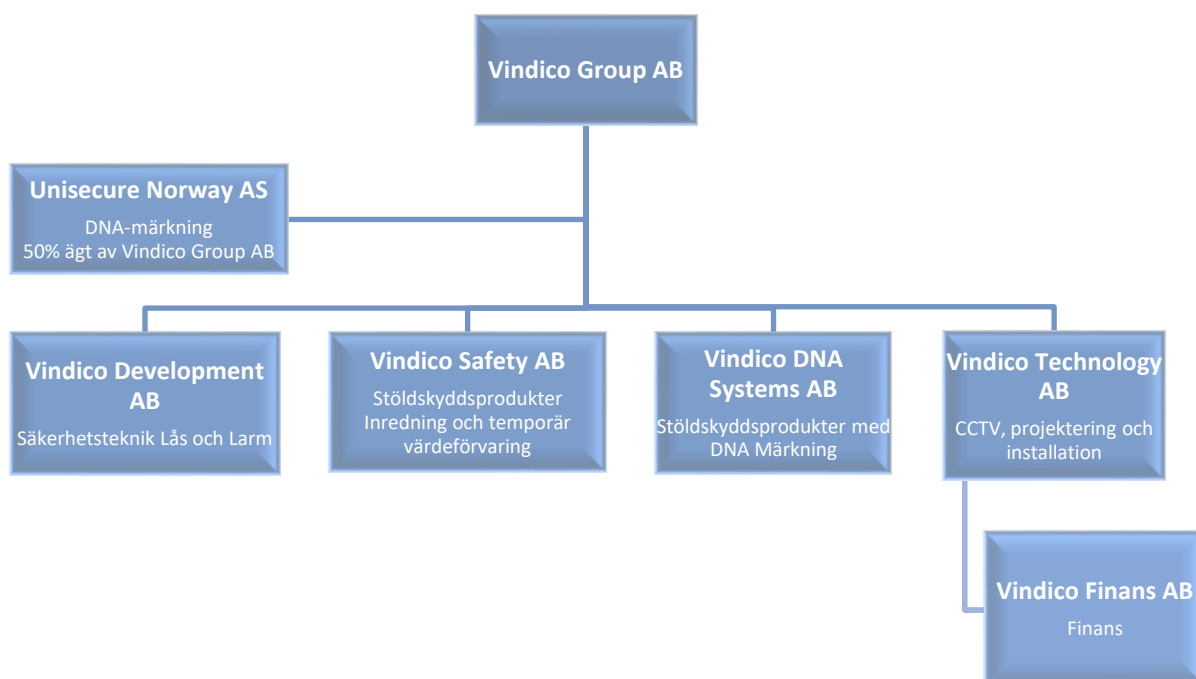 Vindico Group AB
Unisecure Norway AS
DNA-märkning
50% ägt av Vindico Group AB
Vindico Development
AB
Säkerhetsteknik Lås och Larm
Vindico Safety AB
Stöldskyddsprodukter
Inredning och temporär
värdeförvaring
Vindico DNA
Systems AB
Stöldskyddsprodukter med
DNA Märkning
Vindico Technology
AB
CCTV, projektering och
installation
Vindico Finans AB
Finans